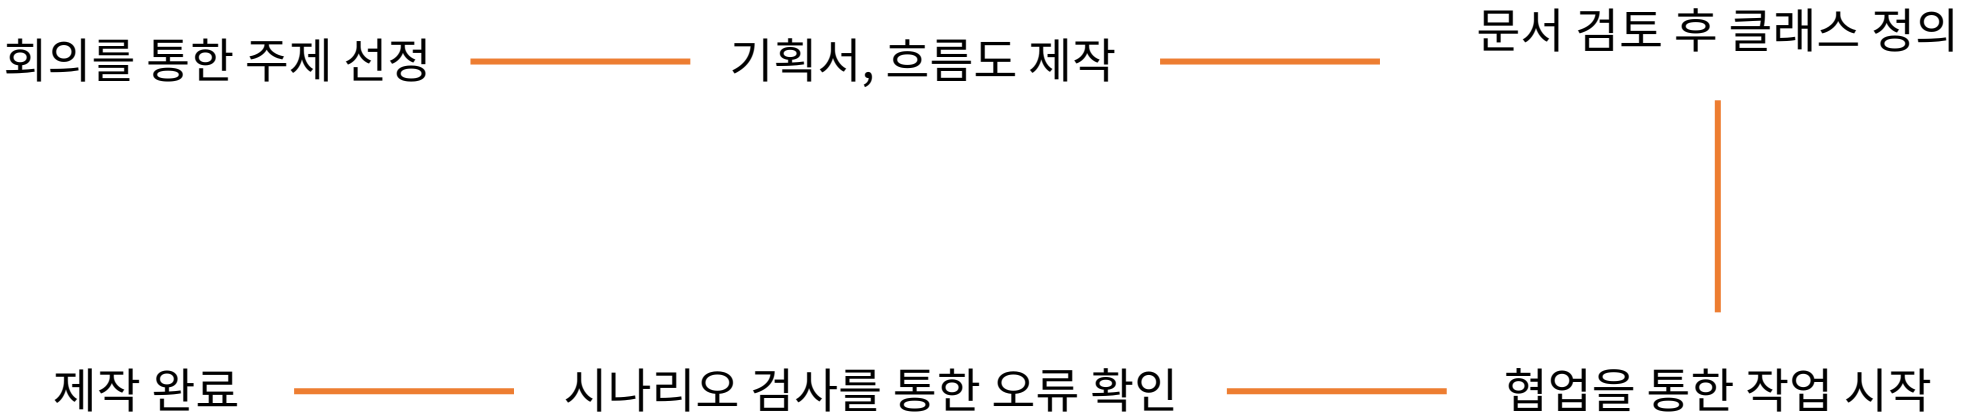 회의를 통한 주제 선정
기획서, 흐름도 제작
문서 검토 후 클래스 정의
협업을 통한 작업 시작
시나리오 검사를 통한 오류 확인
제작 완료